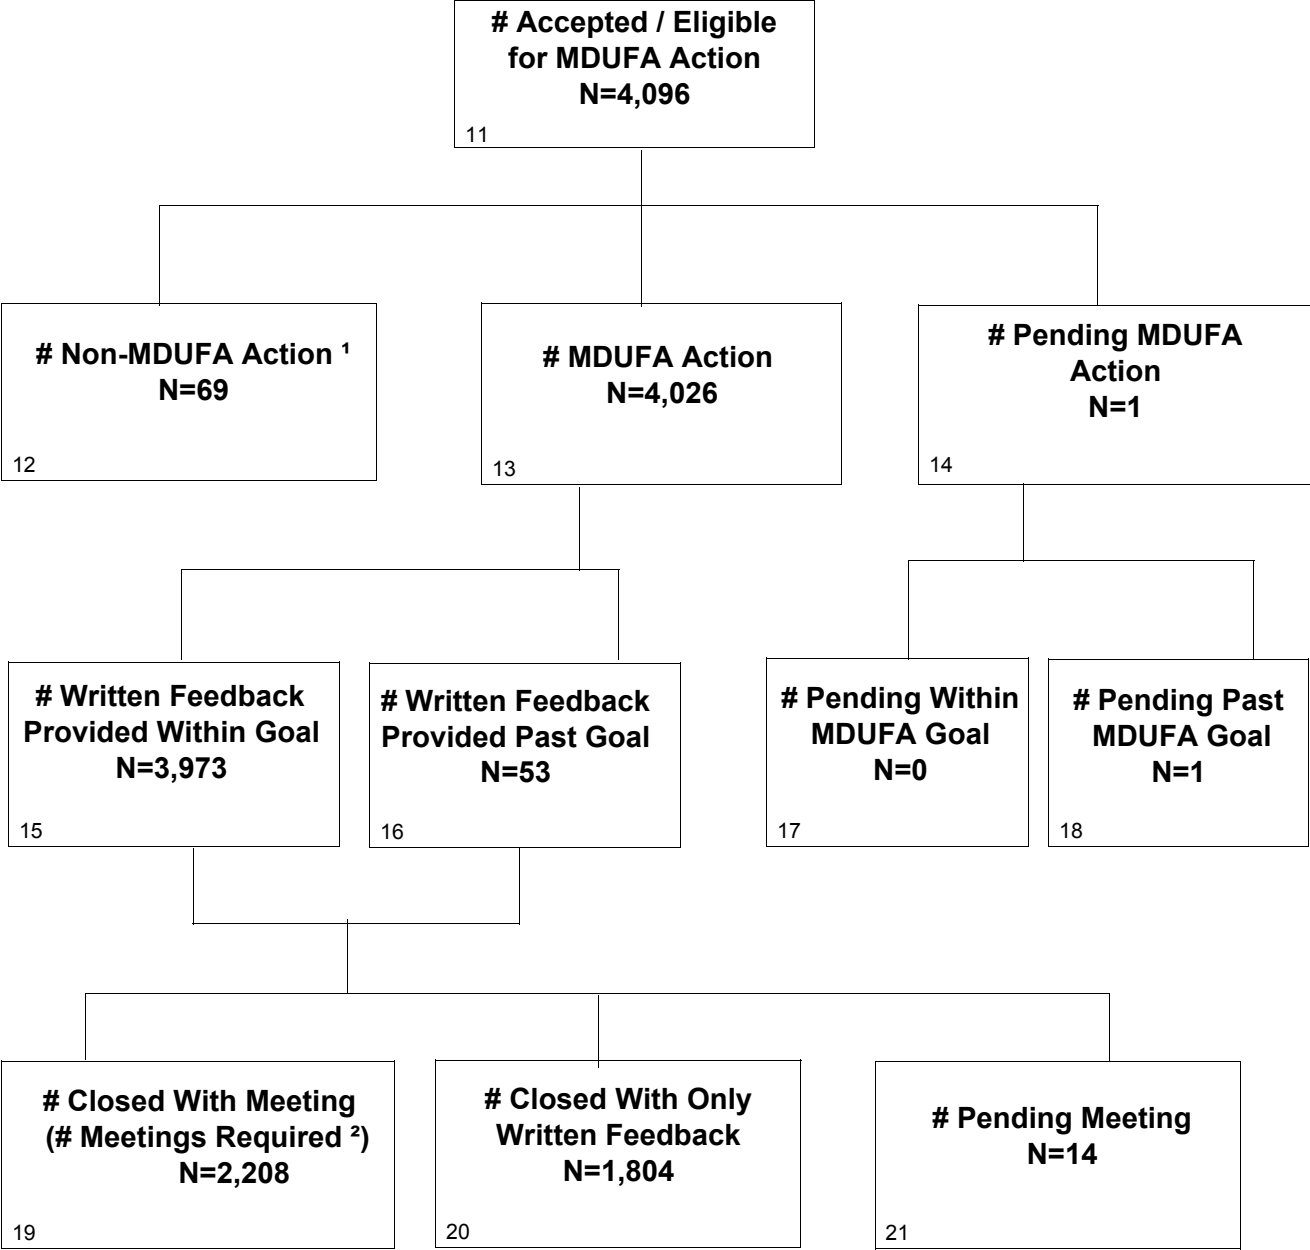 # Accepted / Eligible
for MDUFA Action
N=4,096
11
# Non-MDUFA Action ¹
N=69
12
# MDUFA Action
N=4,026
13
# Pending MDUFA
Action
N=1
14
# Written Feedback
Provided Within Goal
N=3,973
15
# Written Feedback
Provided Past Goal
N=53
16
# Pending Within
MDUFA Goal
N=0
17
# Pending Past
MDUFA Goal
N=1
18
# Closed With Meeting
(# Meetings Required ²)
N=2,208
19
# Closed With Only
Written Feedback
N=1,804
20
# Pending Meeting
N=14
21